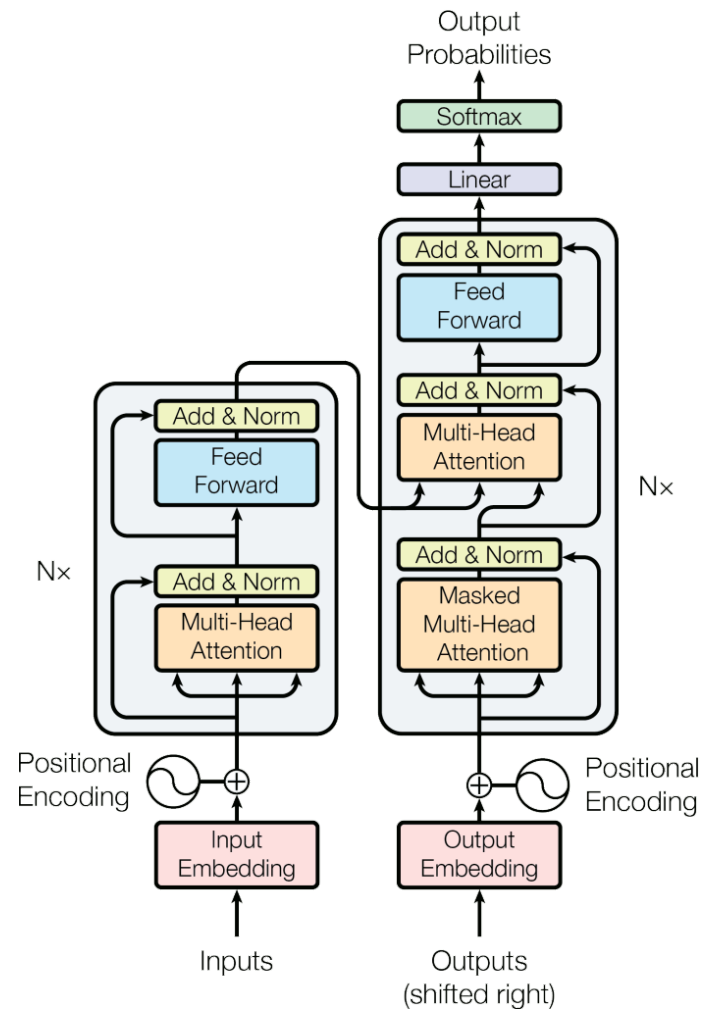 Output
Probabilities
Softmax
Linear
Add & Norm
Feed
Forward
Add & Norm
Multi-Head
Attention
Nx
Add & Norm
Masked
Multi-Head
Attention
Add & Norm
Feed
Forward
Nx
Add & Norm
Multi-Head
Attention
Positional
Encoding
Positional
Encoding
Input
Embedding
Output
Embedding
Inputs
Outputs
(shifted right)